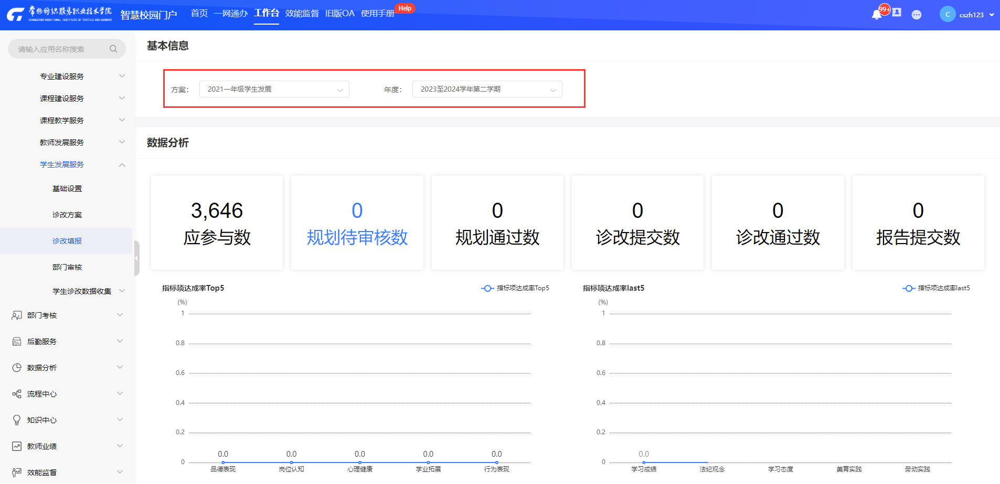 常州纺织服装职业技术学院
CHANGZHOU VOCATIONAL INSTITUTE OF TEXTILE AND GARMENT
智慧校园门户
首页 一网通办 工作台 效能监督 旧版OA 使用手册 Help
99+
C cszh123
请输入应用名称搜索
专业建设服务
课程建设服务
课程教学服务
教师发展服务
学生发展服务
基础设置
诊改方案
诊改填报
部门审核
学生诊改数据收集
部门考核
后勤服务
数据分析
流程中心
知识中心
教师业绩
效能监督
基本信息
方案： 2021一年级学生发展 年度： 2023至2024学年第二学期
数据分析
3,646
应参与数
0
规划待审核数
0
规划通过数
0
诊改提交数
0
诊改通过数
0
报告提交数
指标项达成率Top5
指标项达成率Top5
(%)
1
0.8
0.6
0.4
0.2
0
0.0 0.0 0.0 0.0 0.0
品德表现 岗位认知 心理健康 学业拓展 行为表现
指标项达成率last5
指标项达成率last5
(%)
1
0.8
0.6
0.4
0.2
0
0.0
学习成绩 法纪观念 学习态度 美育实践 劳动实践